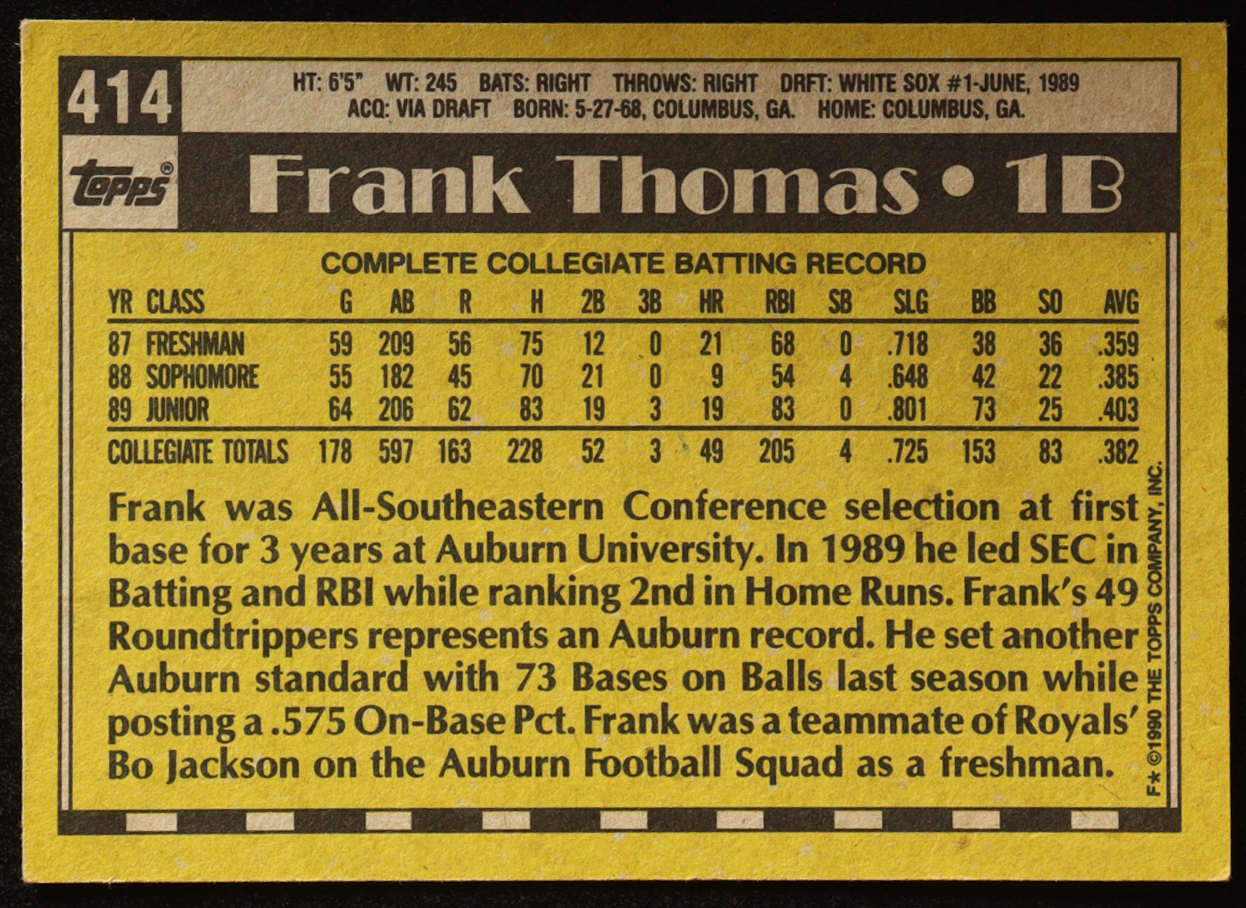 414
HT: 6'5" WT: 245 BATS: RIGHT THROWS: RIGHT DRFT: WHITE SOX #1-JUNE, 1989
ACQ: VIA DRAFT BORN: 5-27-68, COLUMBUS, GA. HOME: COLUMBUS, GA.
topps®
Frank Thomas • 1B
COMPLETE COLLEGIATE BATTING RECORD
YR CLASS G AB R H 2B 3B HR RBI SB SLG BB SO AVG
87 FRESHMAN 59 209 56 75 12 0 21 68 0 .718 38 36 .359
88 SOPHOMORE 55 182 45 70 21 0 9 54 4 .648 42 22 .385
89 JUNIOR 64 206 62 83 19 3 19 83 0 .801 73 25 .403
COLLEGIATE TOTALS 178 597 163 228 52 3 49 205 4 .725 153 83 .382
Frank was All-Southeastern Conference selection at first
base for 3 years at Auburn University. In 1989 he led SEC in
Batting and RBI while ranking 2nd in Home Runs. Frank's 49
Roundtrippers represents an Auburn record. He set another
Auburn standard with 73 Bases on Balls last season while
posting a .575 On-Base Pct. Frank was a teammate of Royals'
Bo Jackson on the Auburn Football Squad as a freshman.
F★ ©1990 THE TOPPS COMPANY, INC.